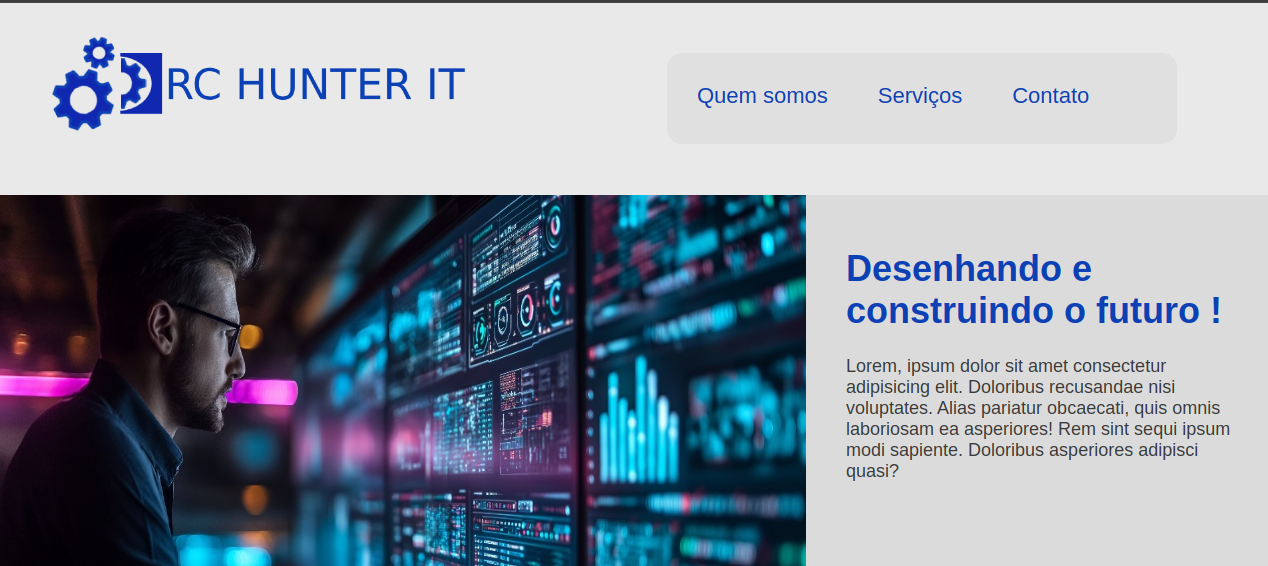 RC HUNTER IT
Quem somos Serviços Contato
Desenhando e
construindo o futuro !
Lorem, ipsum dolor sit amet consectetur
adipisicing elit. Doloribus recusandae nisi
voluptates. Alias pariatur obcaecati, quis omnis
laboriosam ea asperiores! Rem sint sequi ipsum
modi sapiente. Doloribus asperiores adipisci
quasi?